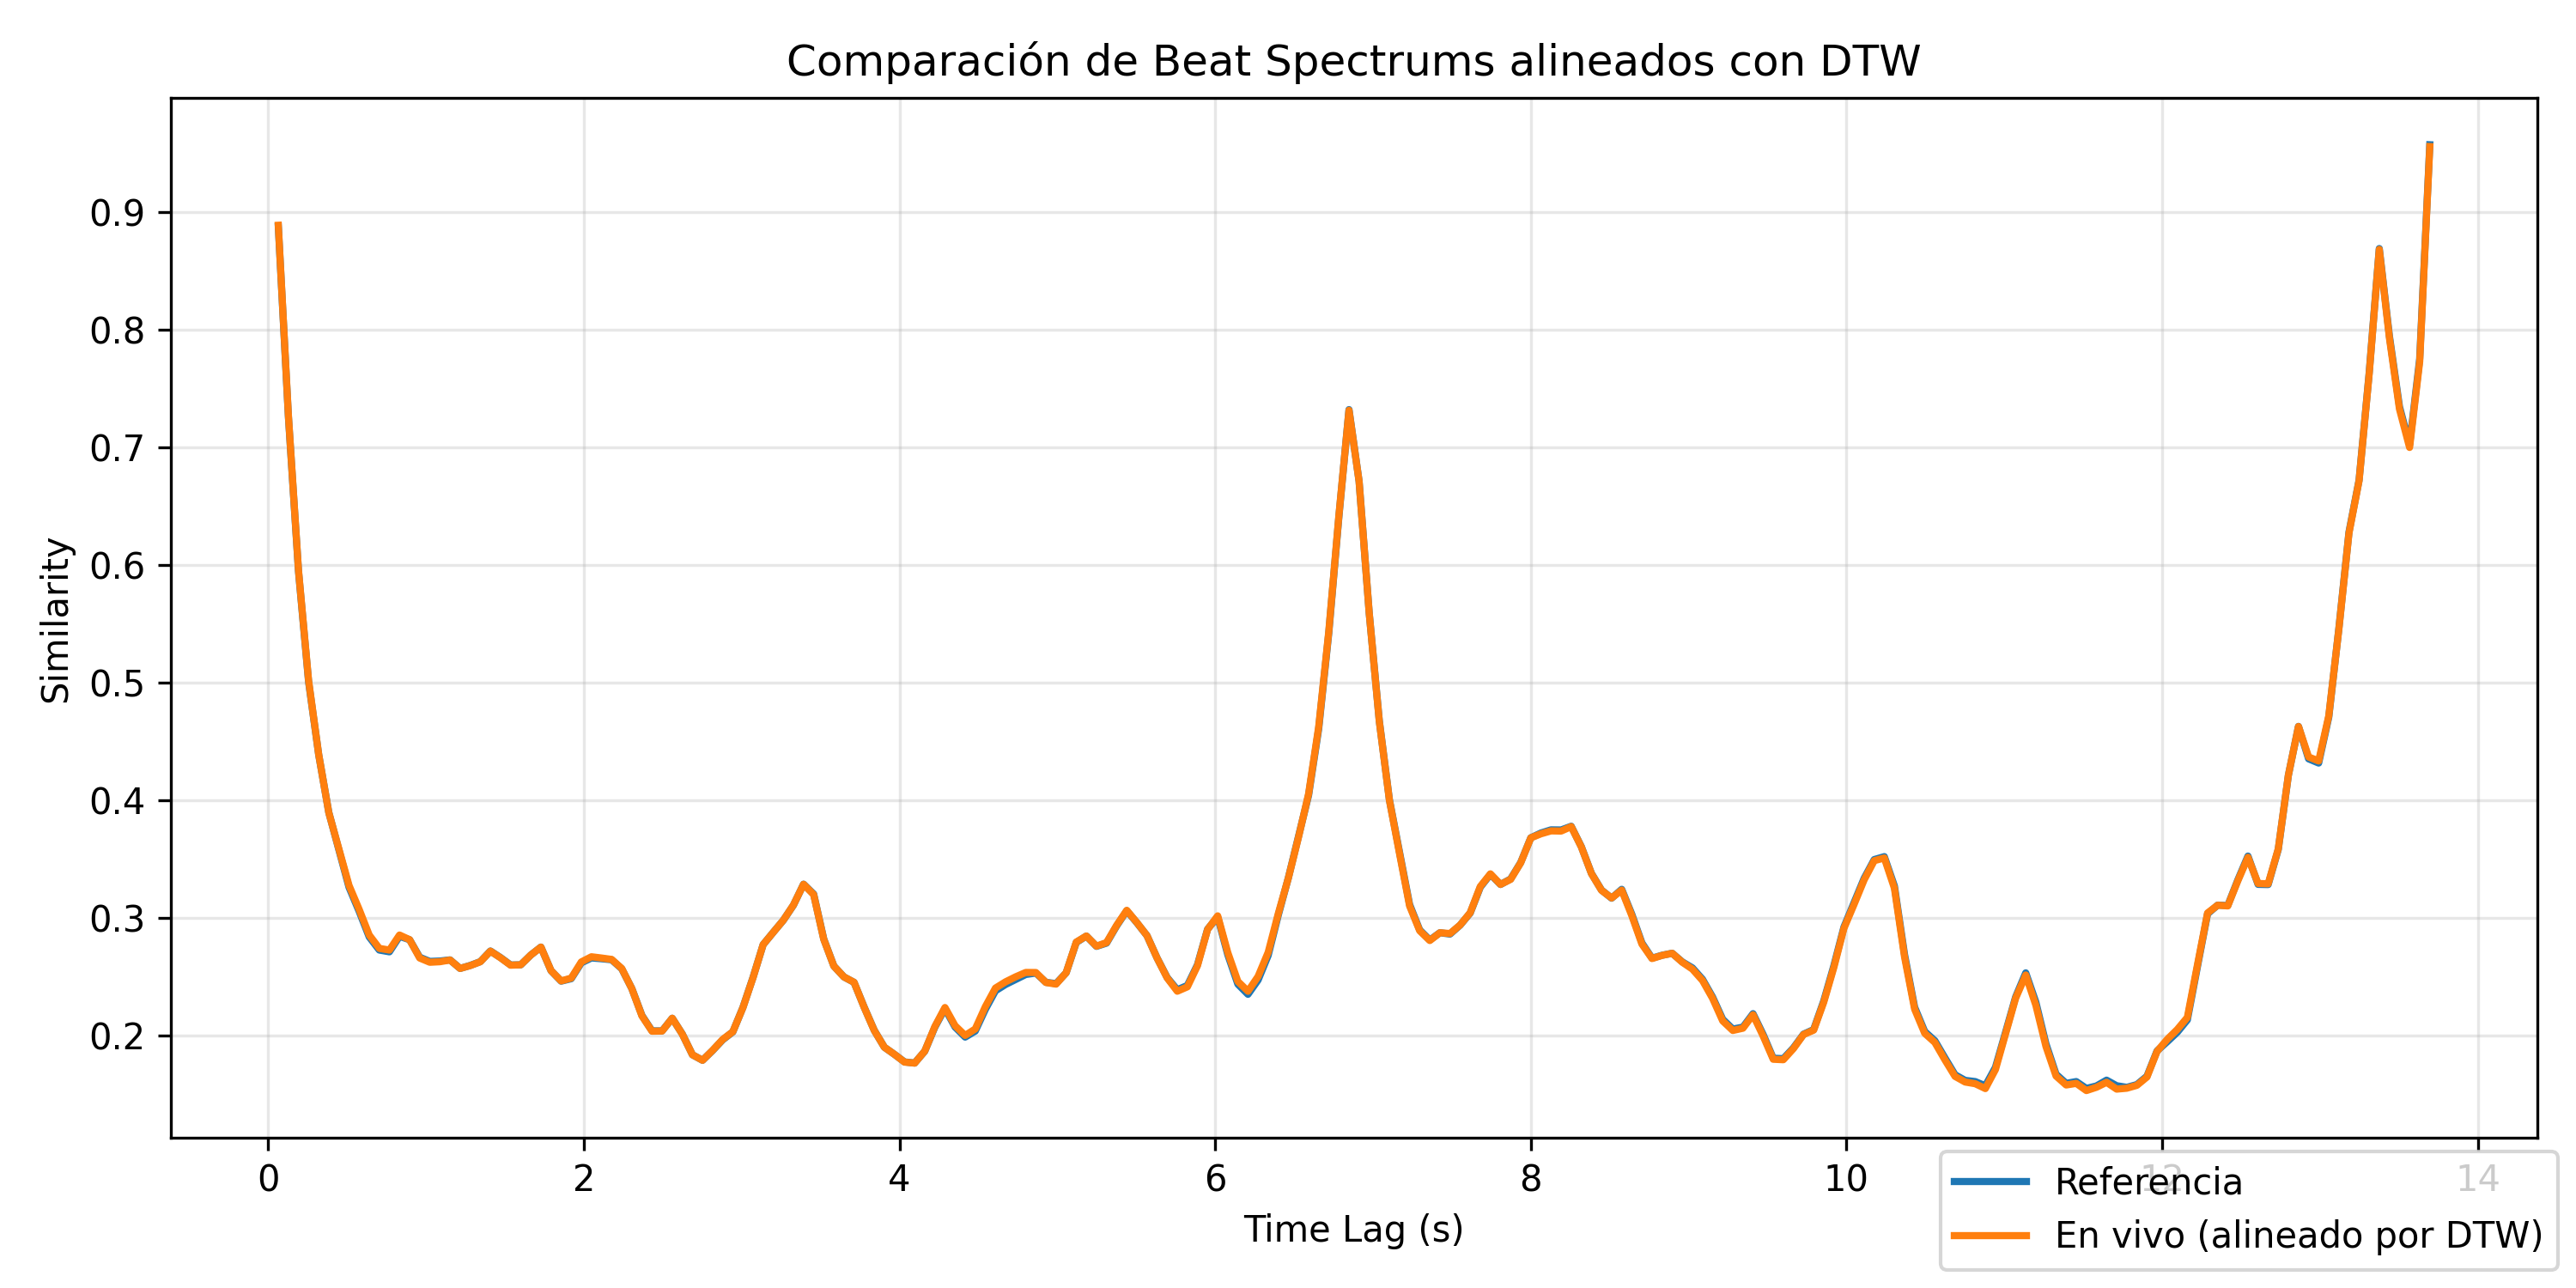 Comparación de Beat Spectrums alineados con DTW
0.9
0.8
0.7
0.6
0.5
0.4
0.3
0.2
Similarity
0 2 4 6 8 10 12 14
Time Lag (s)
Referencia
En vivo (alineado por DTW)